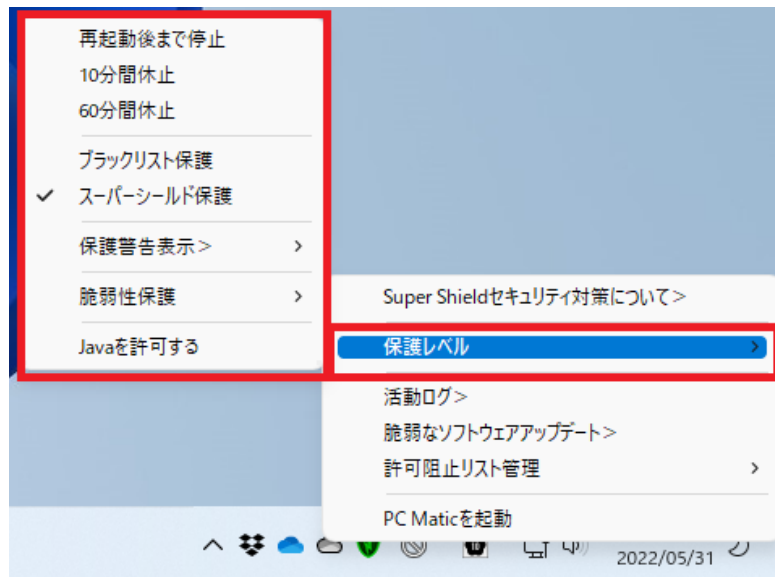 再起動後まで停止
10分間休止
60分間休止
ブラックリスト保護
スーパーシールド保護
保護警告表示>
脆弱性保護
Javaを許可する
Super Shieldセキュリティ対策について>
保護レベル
活動ログ>
脆弱なソフトウェアアップデート>
許可阻止リスト管理
PC Maticを起動
2022/05/31